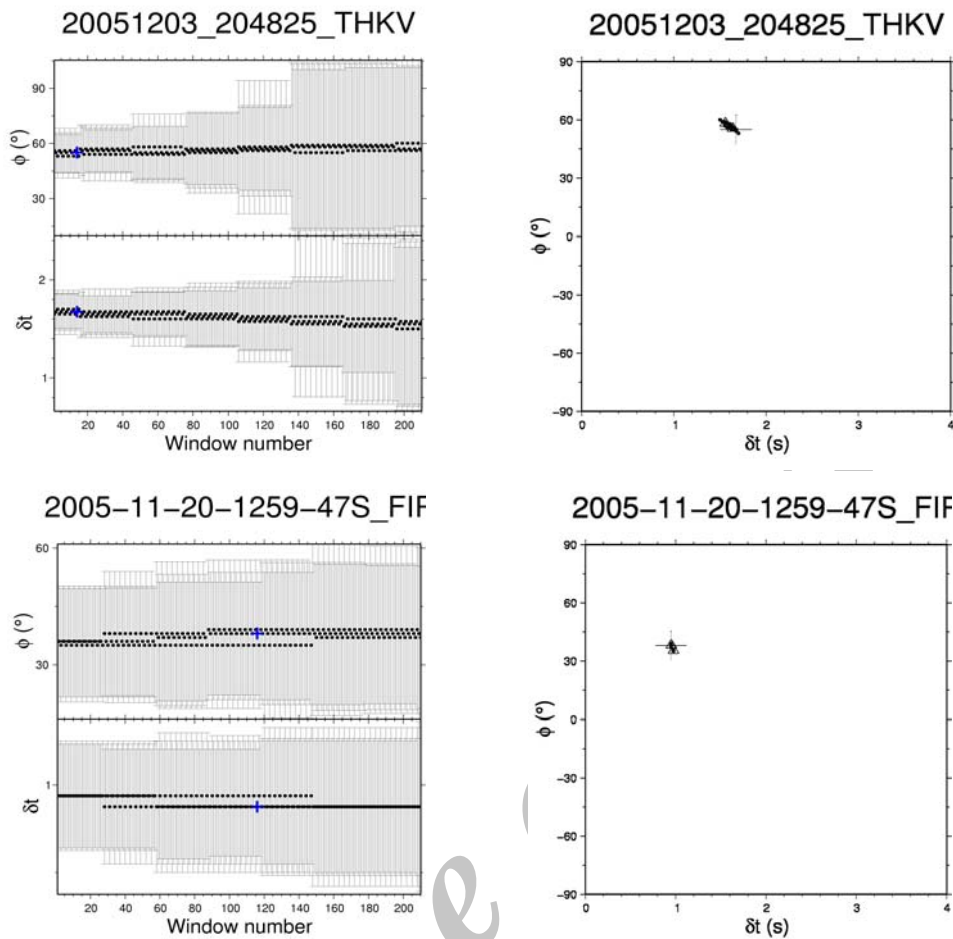 20051203_204825_THKV
20051203_204825_THKV
90
60
30
ϕ (°)
2
1
δt
20 40 60 80 100 120 140 160 180 200
Window number
90
60
30
0
−30
−60
−90
ϕ (°)
0 1 2 3 4
δt (s)
2005−11−20−1259−47S_FIF
2005−11−20−1259−47S_FIF
60
30
ϕ (°)
1
δt
20 40 60 80 100 120 140 160 180 200
Window number
90
60
30
0
−30
−60
−90
ϕ (°)
0 1 2 3 4
δt (s)
e